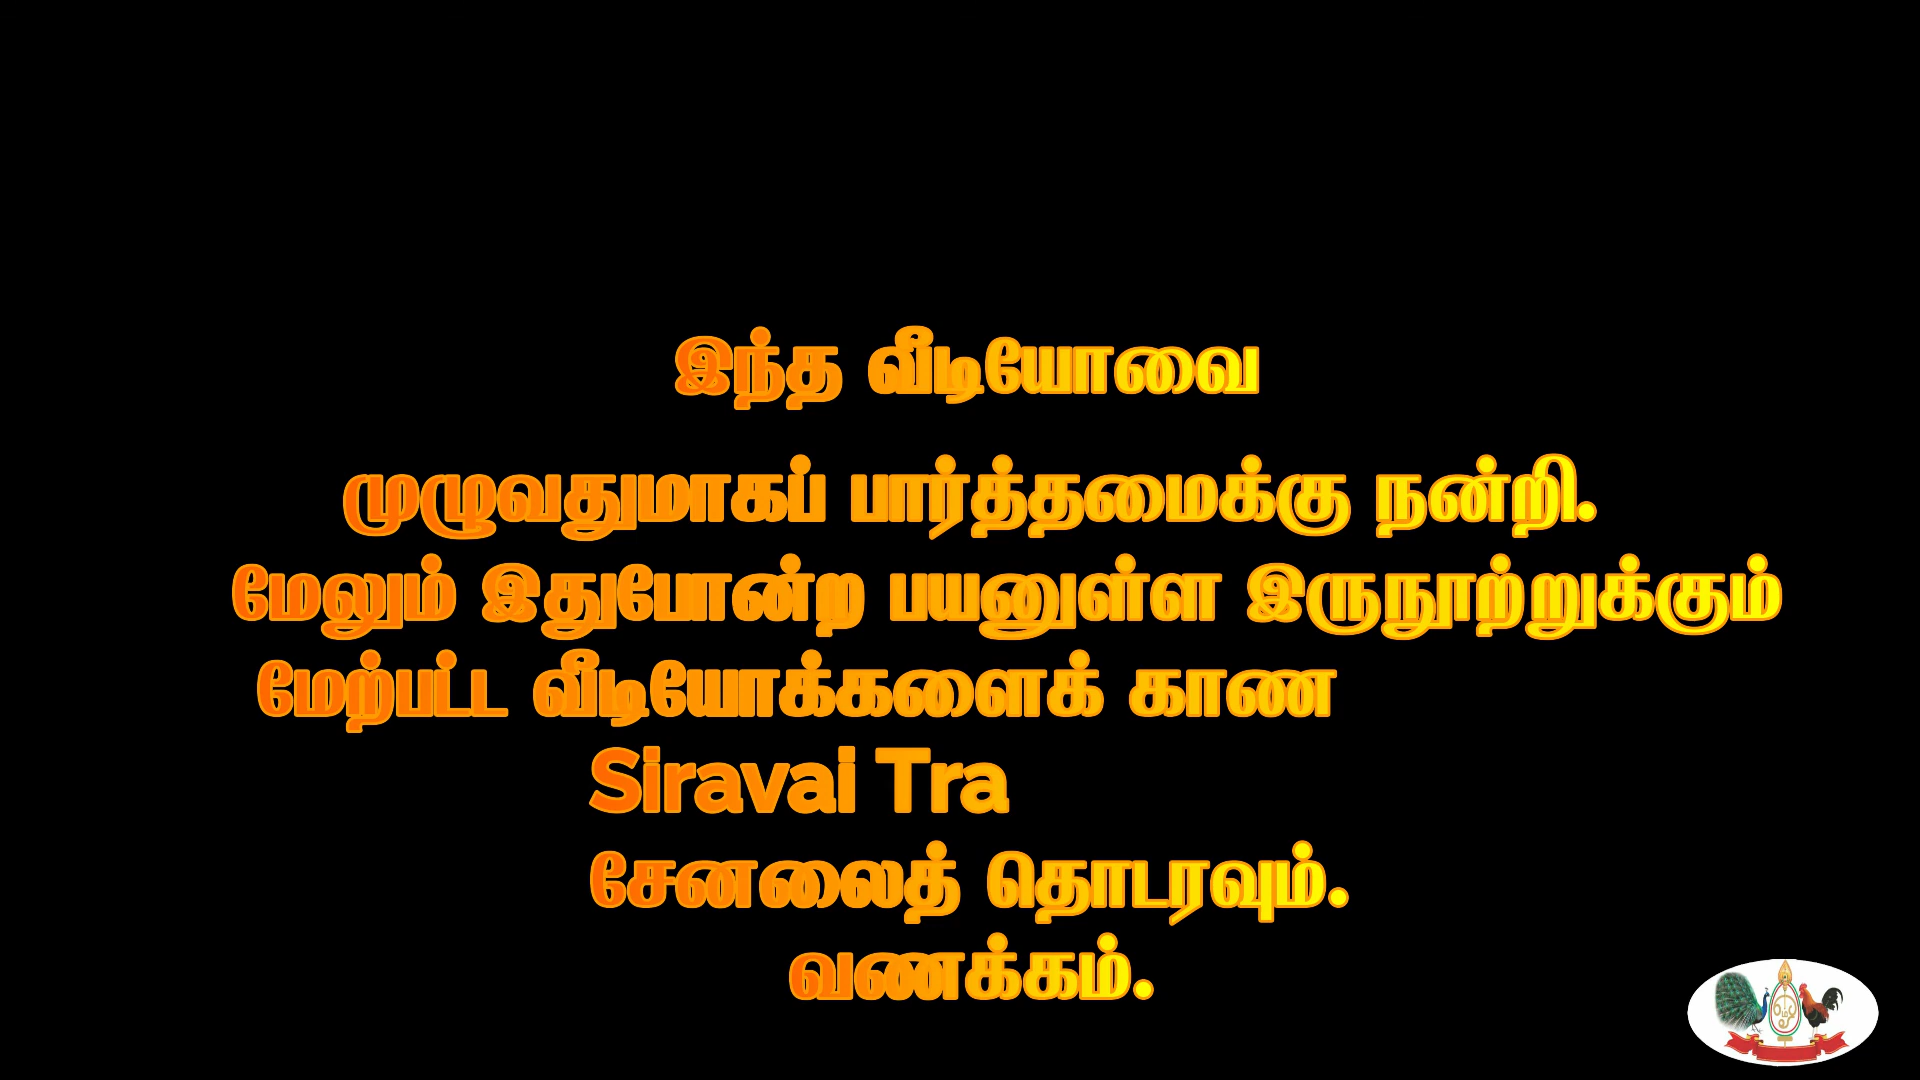 இந்த வீடியோவை
முழுவதுமாகப் பார்த்தமைக்கு நன்றி.
மேலும் இதுபோன்ற பயனுள்ள இருநூற்றுக்கும்
மேற்பட்ட வீடியோக்களைக் காண
Siravai Tra
சேனலைத் தொடரவும்.
வணக்கம்.